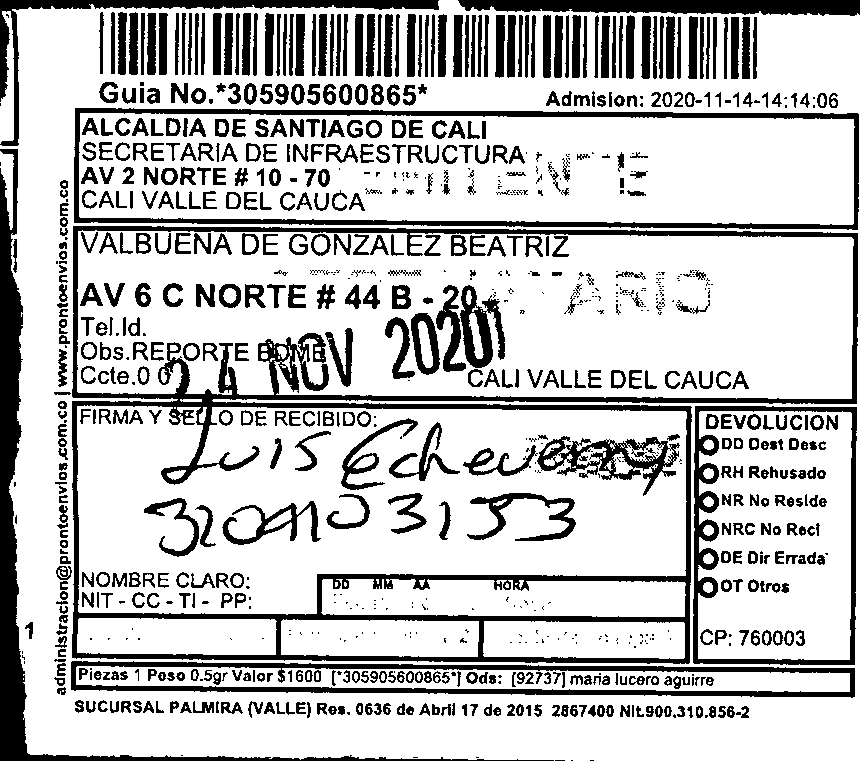 Guia No.*305905600865*
Admision: 2020-11-14-14:14:06
ALCALDIA DE SANTIAGO DE CALI
SECRETARIA DE INFRAESTRUCTURA
AV 2 NORTE # 10 - 70
CALI VALLE DEL CAUCA
VALBUENA DE GONZALEZ BEATRIZ
AV 6 C NORTE # 44 B - 20
Tel.Id.
Obs.REPORTE BDME
Ccte.0 0
24 NOV 2020
CALI VALLE DEL CAUCA
FIRMA Y SELLO DE RECIBIDO:
Luis Echeverry
3204103153
NOMBRE CLARO:
NIT - CC - TI - PP:
DD MM AA HORA
DEVOLUCION
DD Dest Desc
RH Rehusado
NR No Reside
NRC No Reci
DE Dir Errada
OT Otros
CP: 760003
Piezas 1 Peso 0.5gr Valor $1600 [*305905600865*] Ods: [92737] maria lucero aguirre
SUCURSAL PALMIRA (VALLE) Res. 0636 de Abril 17 de 2015 2867400 Nit.900.310.856-2
administracion@prontoenvios.com.co | www.prontoenvios.com.co
1